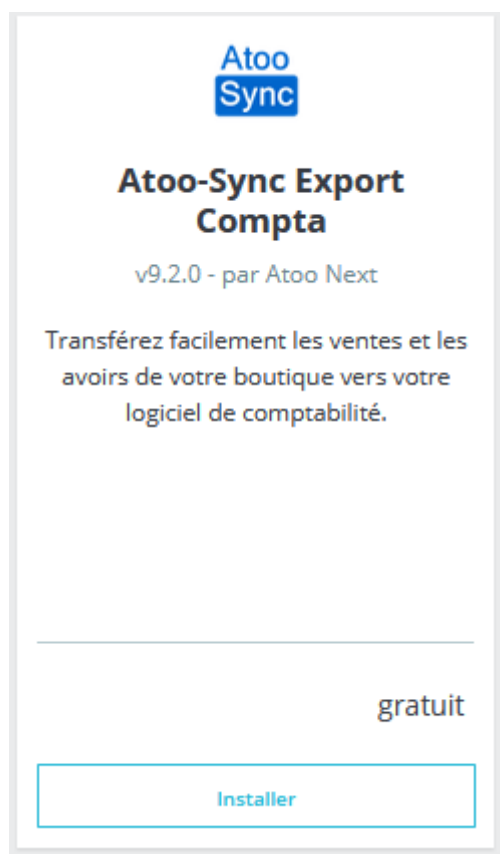 Atoo
Sync
Atoo-Sync Export
Compta
v9.2.0 - par Atoo Next
Transférez facilement les ventes et les
avoirs de votre boutique vers votre
logiciel de comptabilité.
gratuit
Installer